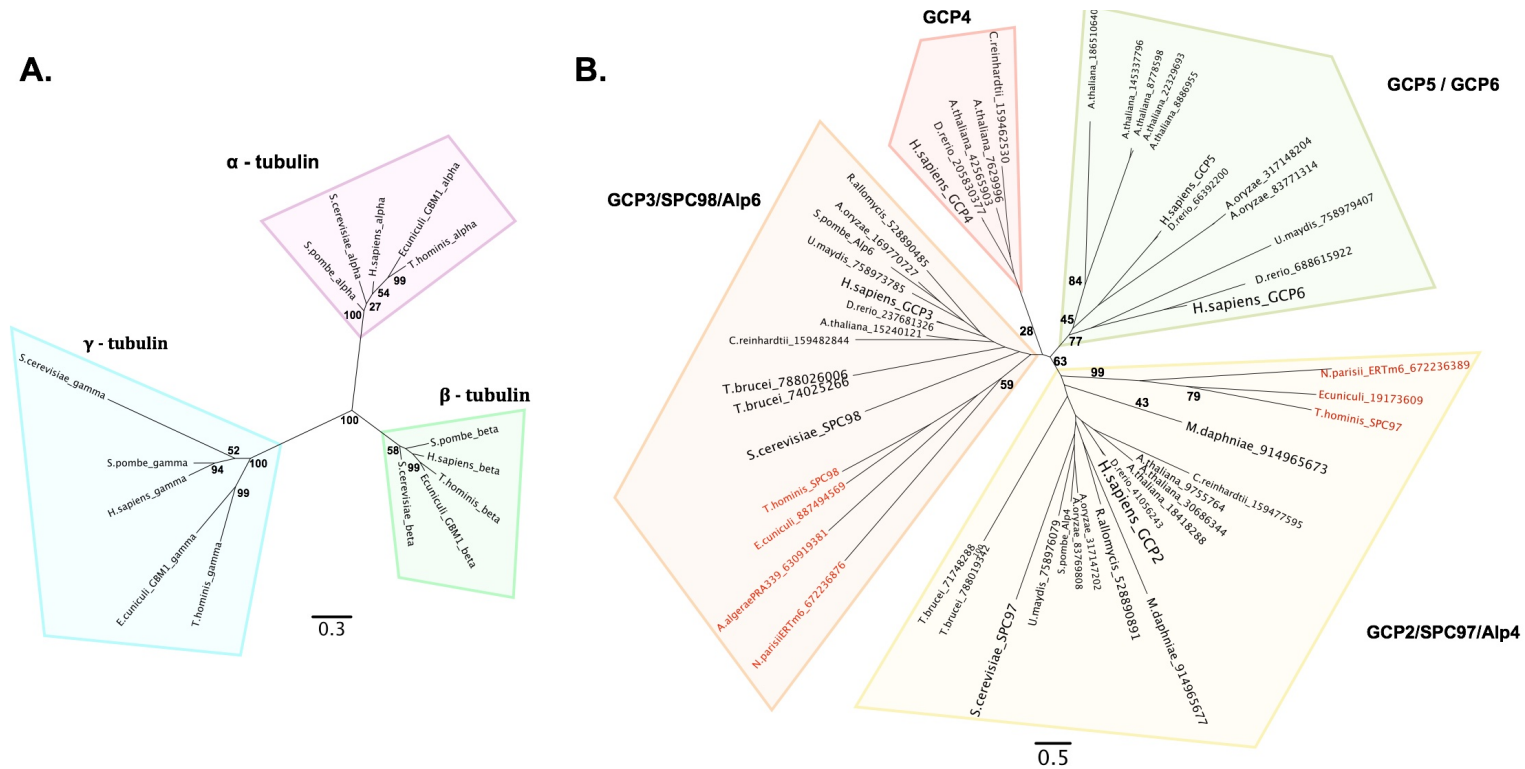 A.
α - tubulin
S.cerevisiae_alpha
S.pombe_alpha
H.sapiens_alpha
Ecuniculi_GBM1_alpha
T.hominis_alpha
99
54
27
100
γ - tubulin
S.cerevisiae_gamma
S.pombe_gamma
H.sapiens_gamma
E.cuniculi_GBM1_gamma
T.hominis_gamma
52
94
100
99
100
β - tubulin
S.pombe_beta
H.sapiens_beta
T.hominis_beta
Ecuniculi_GBM1_beta
S.cerevisiae_beta
58
99
0.3
B.
GCP4
C.reinhardtii_159462530
A.thaliana_7629996
A.thaliana_42565903
D.rerio_205830377
H.sapiens_GCP4
28
GCP5 / GCP6
A.thaliana_186510640
A.thaliana_145337796
A.thaliana_8778598
A.thaliana_22329693
A.thaliana_8886955
H.sapiens_GCP5
D.rerio_66392200
A.oryzae_317148204
A.oryzae_83771314
U.maydis_758979407
D.rerio_688615922
H.sapiens_GCP6
84
45
77
63
GCP3/SPC98/Alp6
R.allomycis_528890485
A.oryzae_169770727
S.pombe_Alp6
U.maydis_758973785
H.sapiens_GCP3
D.rerio_237681326
A.thaliana_15240121
C.reinhardtii_159482844
T.brucei_788026006
T.brucei_74025266
S.cerevisiae_SPC98
T.hominis_SPC98
E.cuniculi_887494569
A.algeraePRA339_630919381
N.parisiiERTm6_672236876
59
99
79
43
N.parisii_ERTm6_672236389
Ecuniculi_19173609
T.hominis_SPC97
M.daphniae_914965673
C.reinhardtii_159477595
A.thaliana_9755764
A.thaliana_30686344
A.thaliana_18418288
D.rerio_41056243
H.sapiens_GCP2
M.daphniae_914965677
R.allomycis_528890891
A.oryzae_317147202
A.oryzae_83769808
S.pombe_Alp4
U.maydis_758976079
S.cerevisiae_SPC97
T.brucei_788019342
T.brucei_71748288
GCP2/SPC97/Alp4
0.5